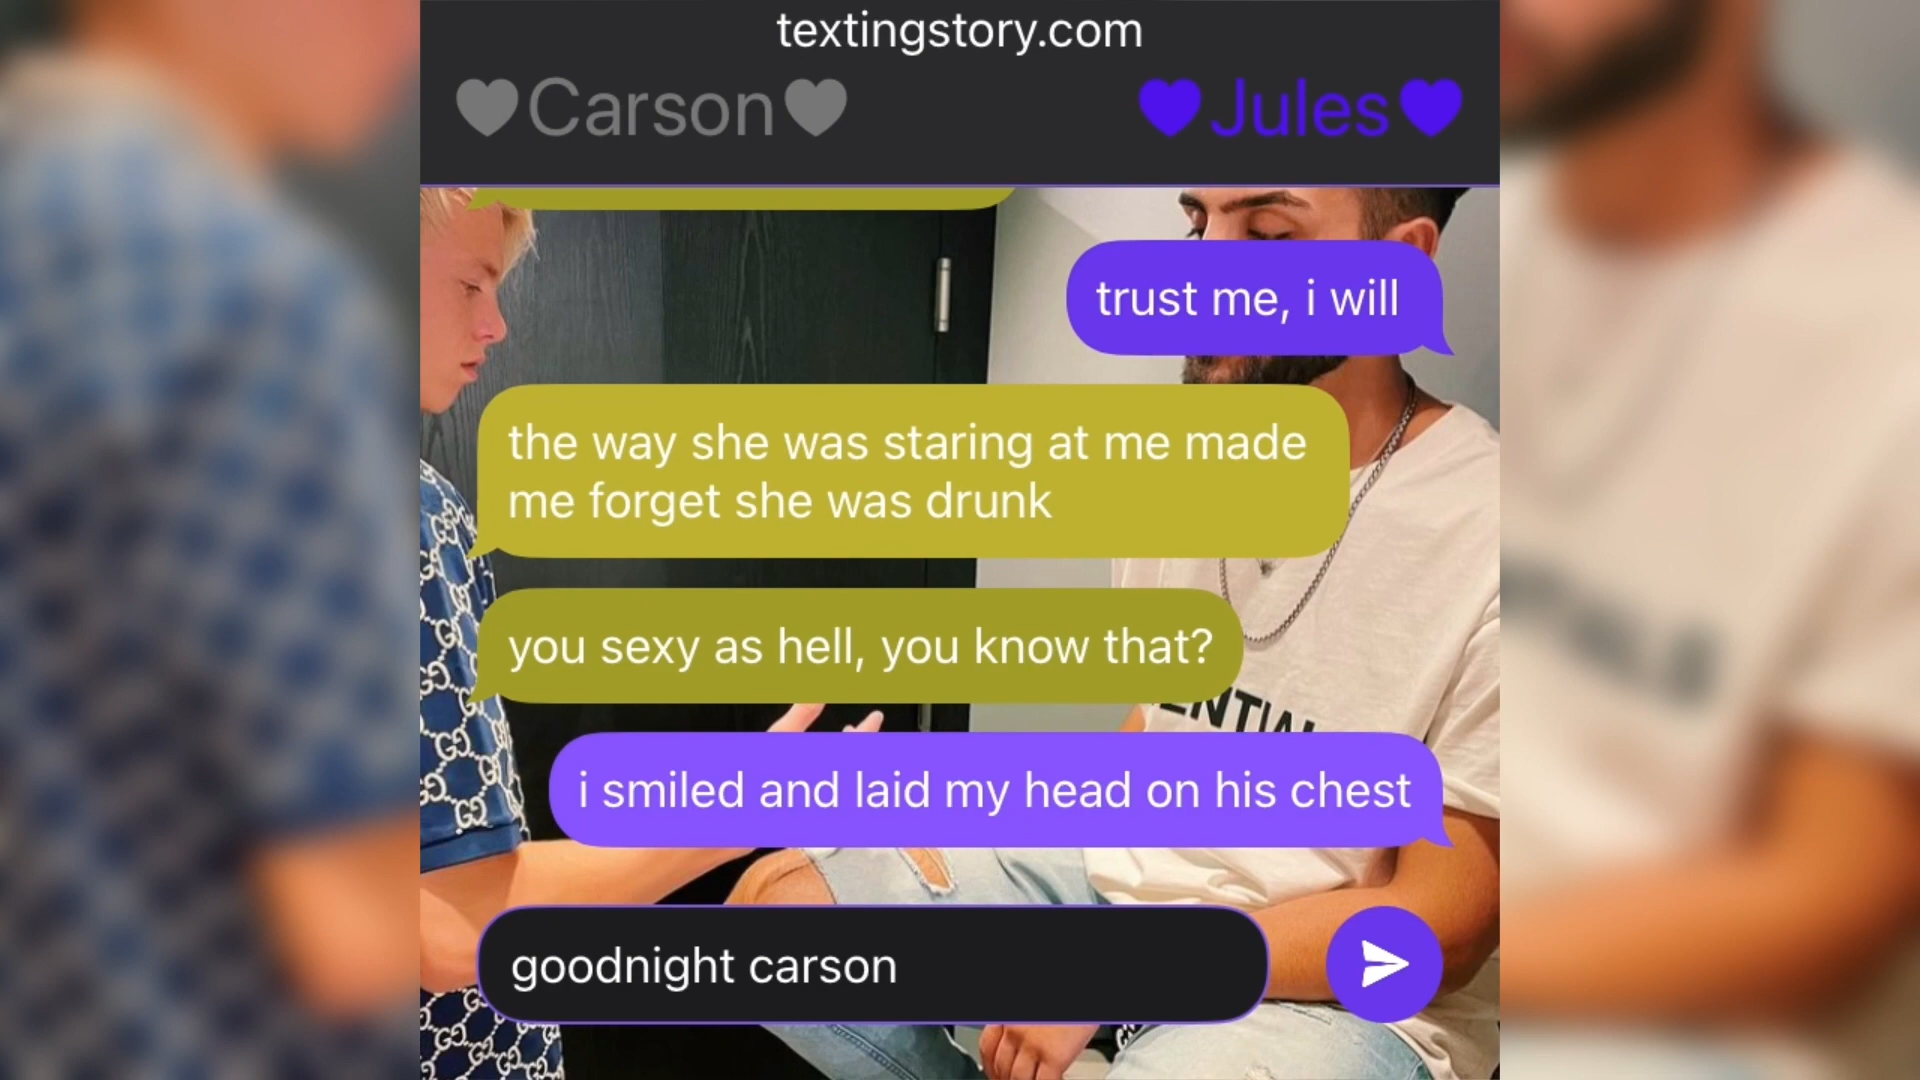 textingstory.com
🩶Carson🩶
💜Jules💜
trust me, i will
the way she was staring at me made
me forget she was drunk
you sexy as hell, you know that?
ENTIAL
i smiled and laid my head on his chest
goodnight carson